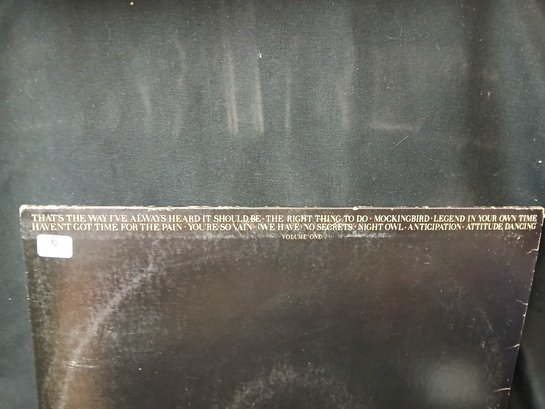 THAT'S THE WAY I'VE ALWAYS HEARD IT SHOULD BE • THE RIGHT THING TO DO • MOCKINGBIRD • LEGEND IN YOUR OWN TIME
HAVEN'T GOT TIME FOR THE PAIN • YOU'RE SO VAIN • (WE HAVE) NO SECRETS • NIGHT OWL • ANTICIPATION • ATTITUDE DANCING
VOLUME ONE